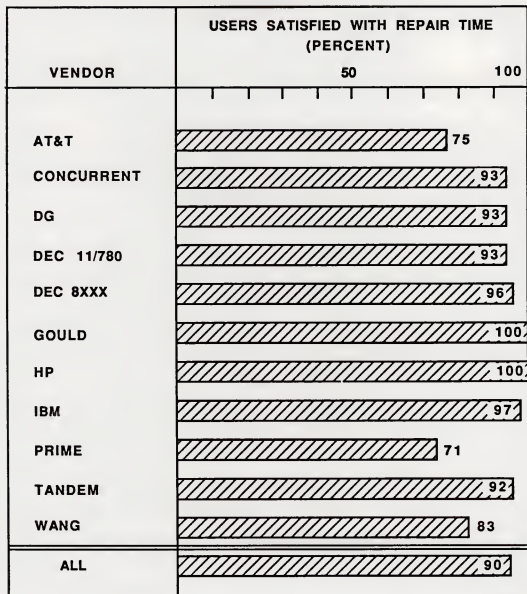 USERS SATISFIED WITH REPAIR TIME
(PERCENT)
VENDOR 50 100
AT&T 75
CONCURRENT 93
DG 93
DEC 11/780 93
DEC 8XXX 96
GOULD 100
HP 100
IBM 97
PRIME 71
TANDEM 92
WANG 83
ALL 90